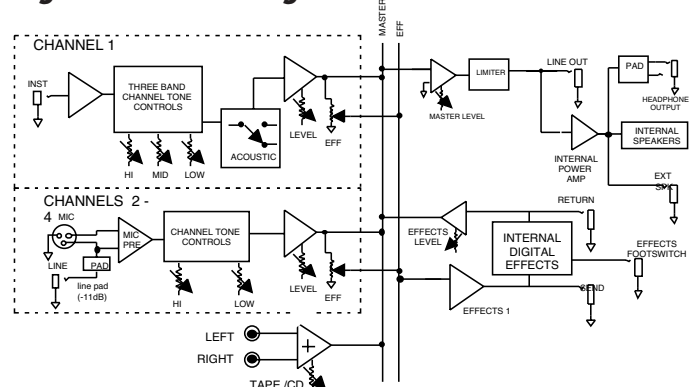 MASTER
EFF
CHANNEL 1
INST
THREE BAND
CHANNEL TONE
CONTROLS
HI
MID
LOW
ACOUSTIC
LEVEL
EFF
MASTER LEVEL
LIMITER
LINE OUT
PAD
HEADPHONE
OUTPUT
INTERNAL
POWER
AMP
INTERNAL
SPEAKERS
EXT
SPK
CHANNELS 2 -
4
MIC
LINE
PAD
line pad
(-11dB)
MIC
PRE
CHANNEL TONE
CONTROLS
HI
LOW
LEVEL
EFF
EFFECTS
LEVEL
RETURN
INTERNAL
DIGITAL
EFFECTS
EFFECTS
FOOTSWITCH
SEND
EFFECTS 1
LEFT
RIGHT
+
TAPE /CD